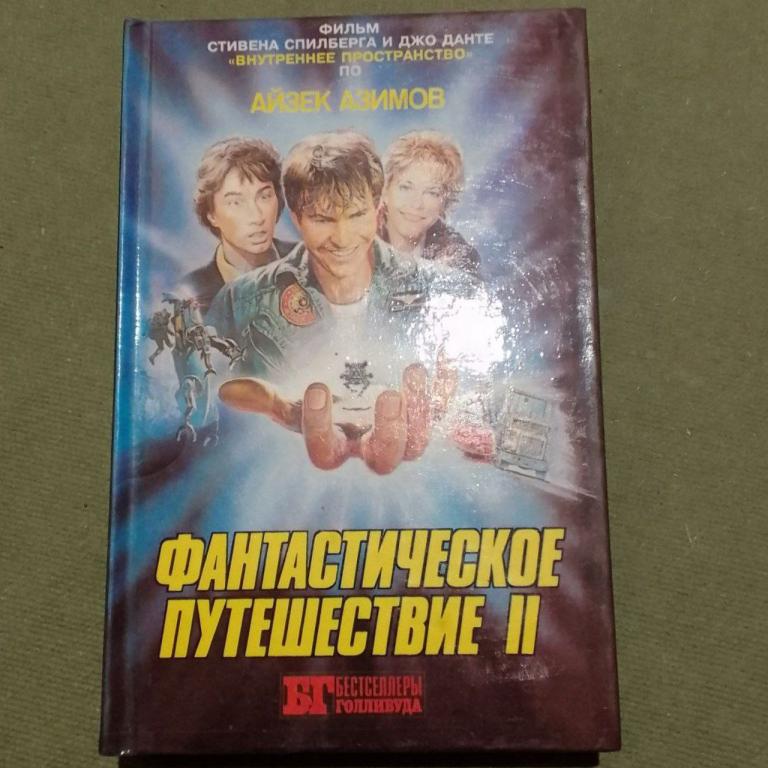 ФИЛЬМ
СТИВЕНА СПИЛБЕРГА И ДЖО ДАНТЕ
«ВНУТРЕННЕЕ ПРОСТРАНСТВО»
ПО
АЙЗЕК АЗИМОВ
ФАНТАСТИЧЕСКОЕ
ПУТЕШЕСТВИЕ II
БГ БЕСТСЕЛЛЕРЫ
ГОЛЛИВУДА